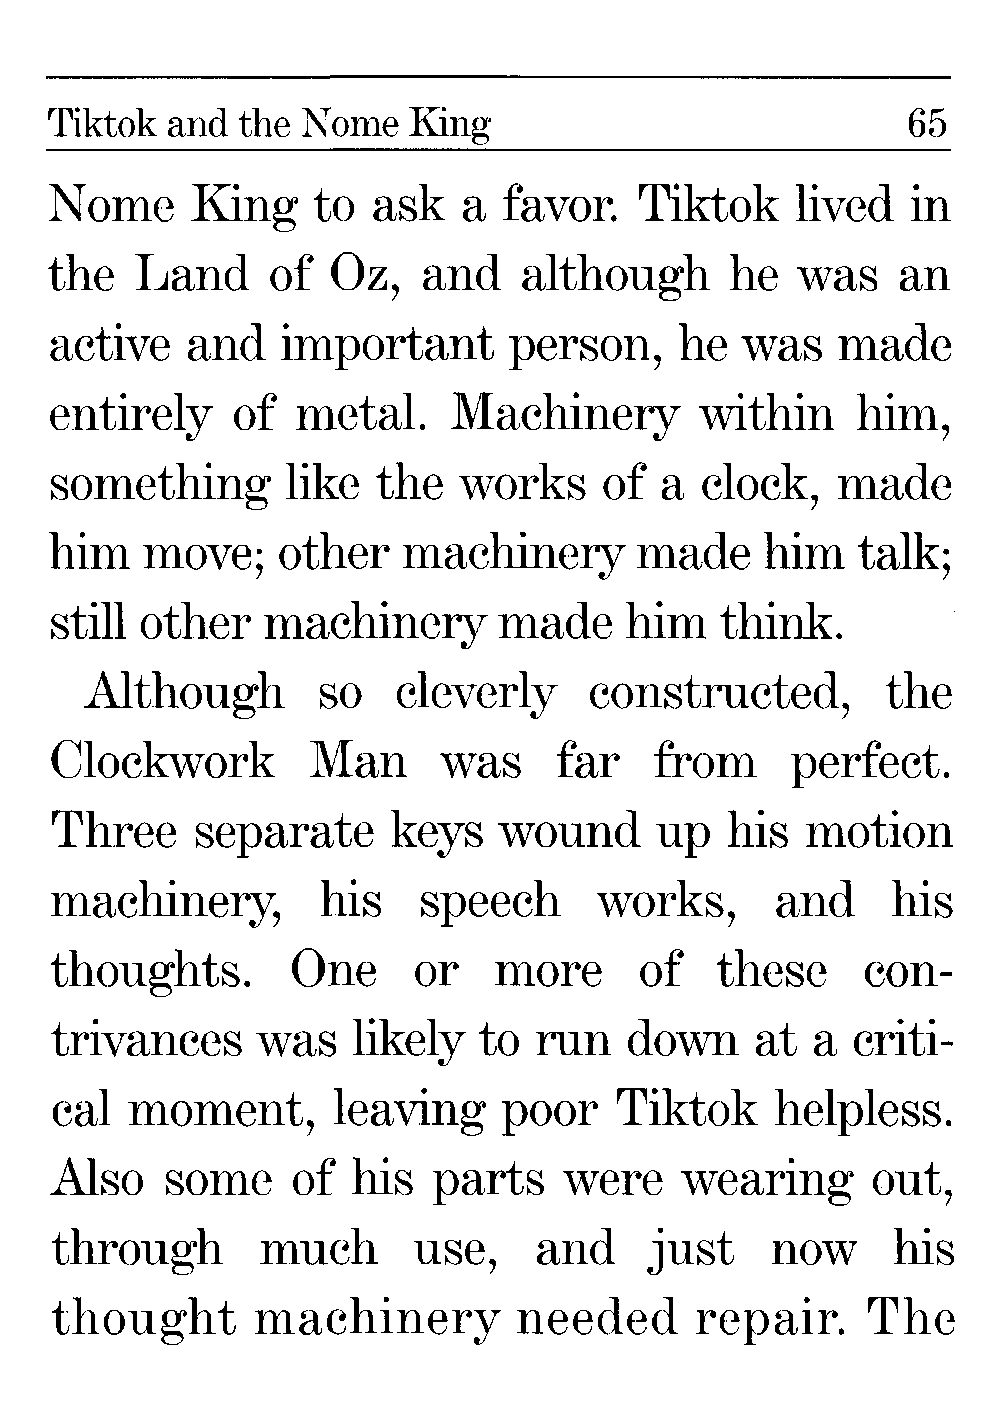 Tiktok and the Nome King 65
Nome King to ask a favor. Tiktok lived in
the Land of Oz, and although he was an
active and important person, he was made
entirely of metal. Machinery within him,
something like the works of a clock, made
him move; other machinery made him talk;
still other machinery made him think.
Although so cleverly constructed, the
Clockwork Man was far from perfect.
Three separate keys wound up his motion
machinery, his speech works, and his
thoughts. One or more of these con-
trivances was likely to run down at a criti-
cal moment, leaving poor Tiktok helpless.
Also some of his parts were wearing out,
through much use, and just now his
thought machinery needed repair. The